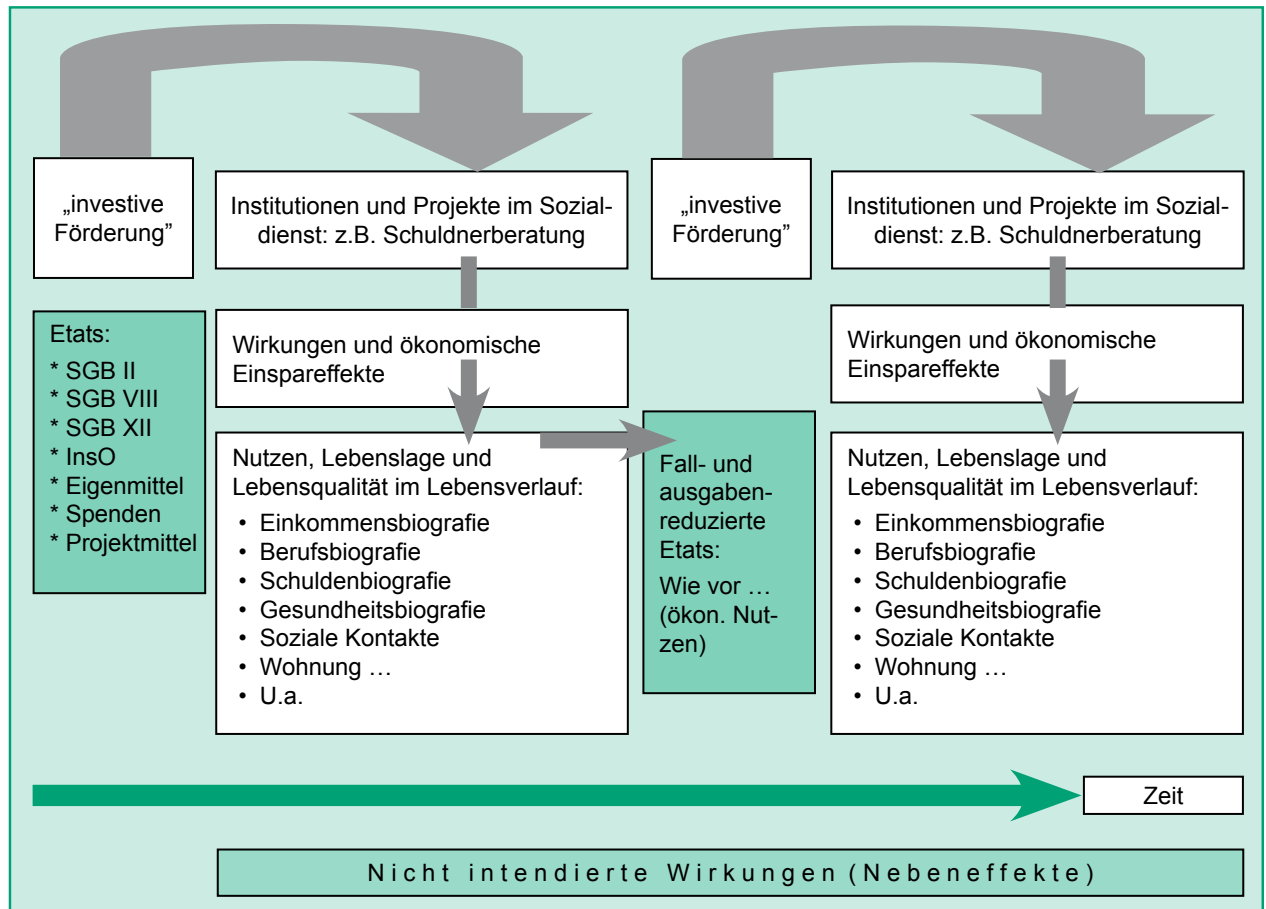 „investive
Förderung”
Institutionen und Projekte im Sozial-
dienst: z.B. Schuldnerberatung
„investive
Förderung”
Institutionen und Projekte im Sozial-
dienst: z.B. Schuldnerberatung
Etats:
* SGB II
* SGB VIII
* SGB XII
* InsO
* Eigenmittel
* Spenden
* Projektmittel
Wirkungen und ökonomische
Einspareffekte
Nutzen, Lebenslage und
Lebensqualität im Lebensverlauf:
• Einkommensbiografie
• Berufsbiografie
• Schuldenbiografie
• Gesundheitsbiografie
• Soziale Kontakte
• Wohnung …
• U.a.
Fall- und
ausgaben-
reduzierte
Etats:
Wie vor …
(ökon. Nut-
zen)
Wirkungen und ökonomische
Einspareffekte
Nutzen, Lebenslage und
Lebensqualität im Lebensverlauf:
• Einkommensbiografie
• Berufsbiografie
• Schuldenbiografie
• Gesundheitsbiografie
• Soziale Kontakte
• Wohnung …
• U.a.
Zeit
Nicht intendierte Wirkungen (Nebeneffekte)